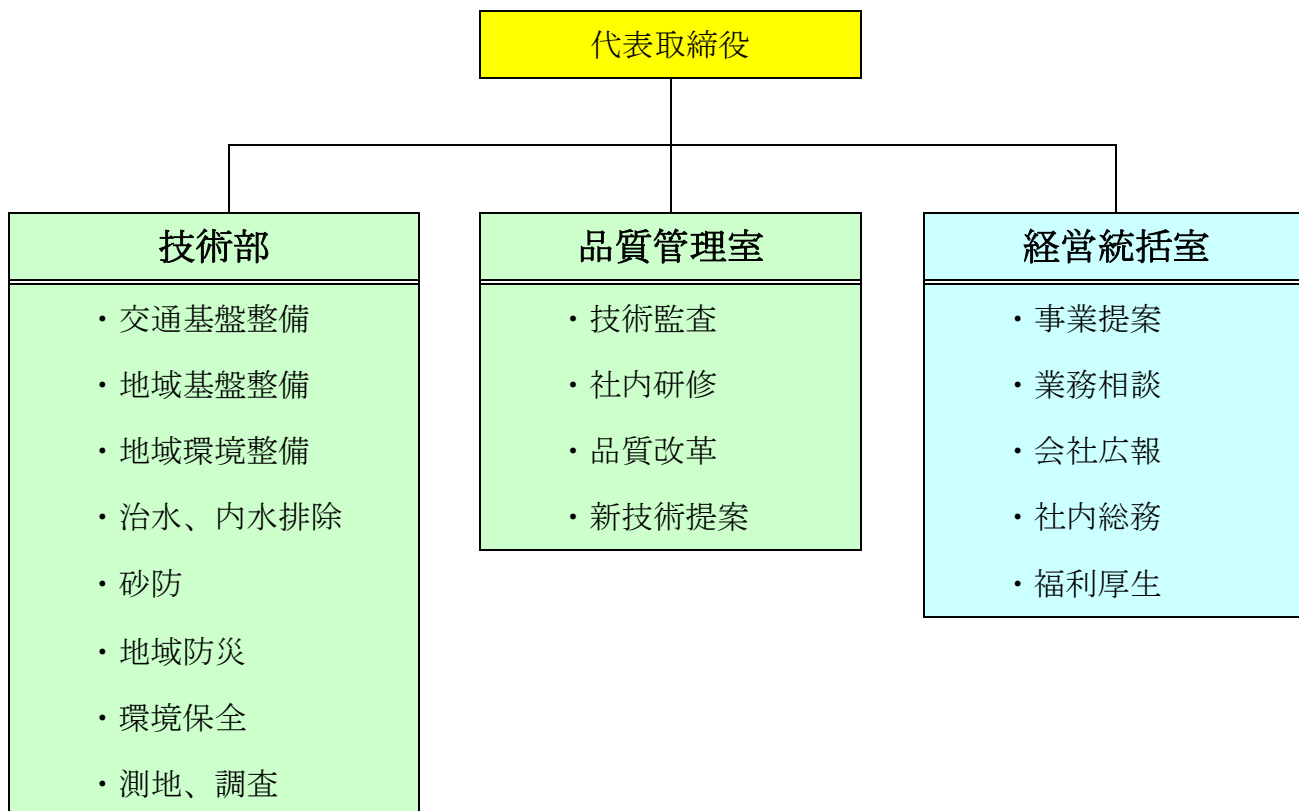 代表取締役
技術部
・交通基盤整備
・地域基盤整備
・地域環境整備
・治水、内水排除
・砂防
・地域防災
・環境保全
・測地、調査
品質管理室
・技術監査
・社内研修
・品質改革
・新技術提案
経営統括室
・事業提案
・業務相談
・会社広報
・社内総務
・福利厚生